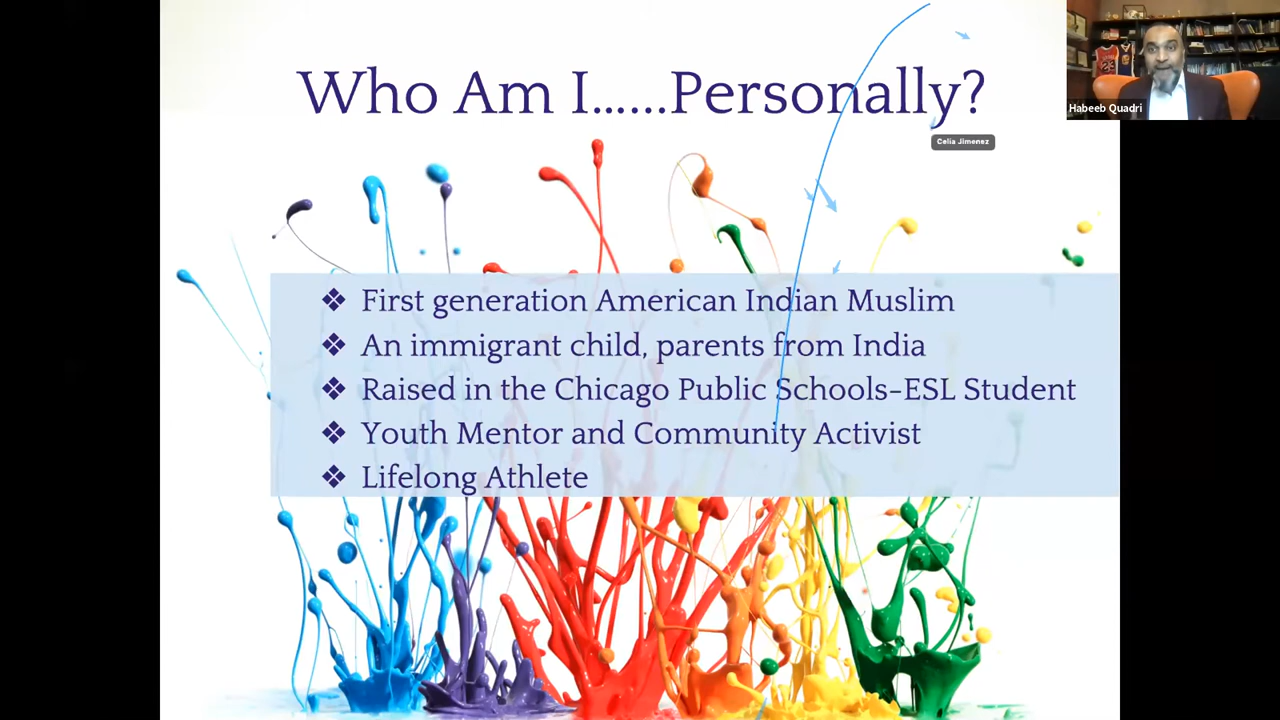 Who Am I......Personally?
Habeeb Quadri
Celia Jimenez
❖ First generation American Indian Muslim
❖ An immigrant child, parents from India
❖ Raised in the Chicago Public Schools-ESL Student
❖ Youth Mentor and Community Activist
❖ Lifelong Athlete
23